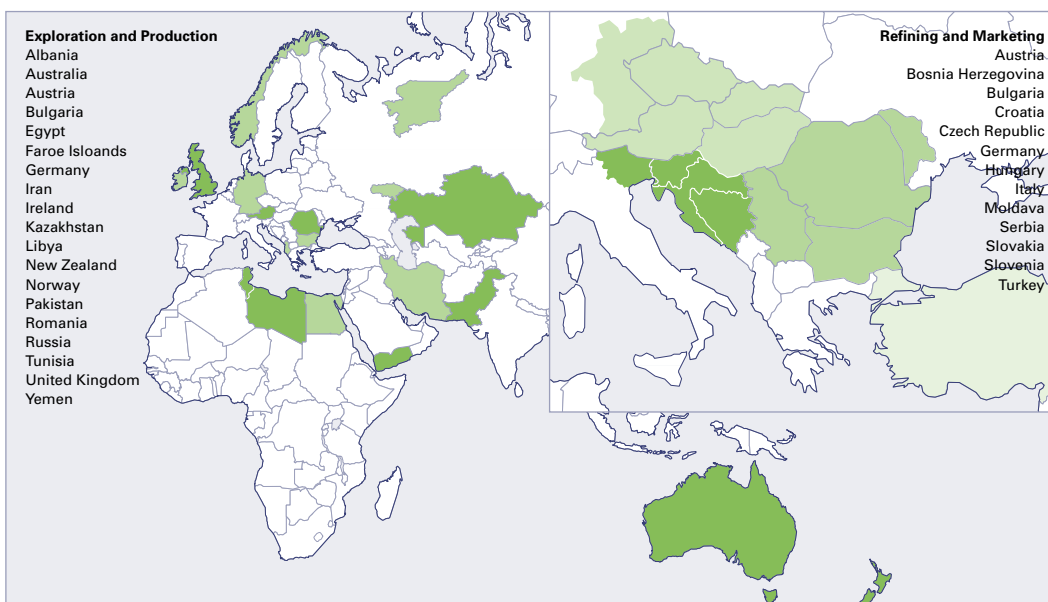 Exploration and Production
Albania
Australia
Austria
Bulgaria
Egypt
Faroe Isloands
Germany
Iran
Ireland
Kazakhstan
Libya
New Zealand
Norway
Pakistan
Romania
Russia
Tunisia
United Kingdom
Yemen
Refining and Marketing
Austria
Bosnia Herzegovina
Bulgaria
Croatia
Czech Republic
Germany
Hungary
Italy
Moldava
Serbia
Slovakia
Slovenia
Turkey